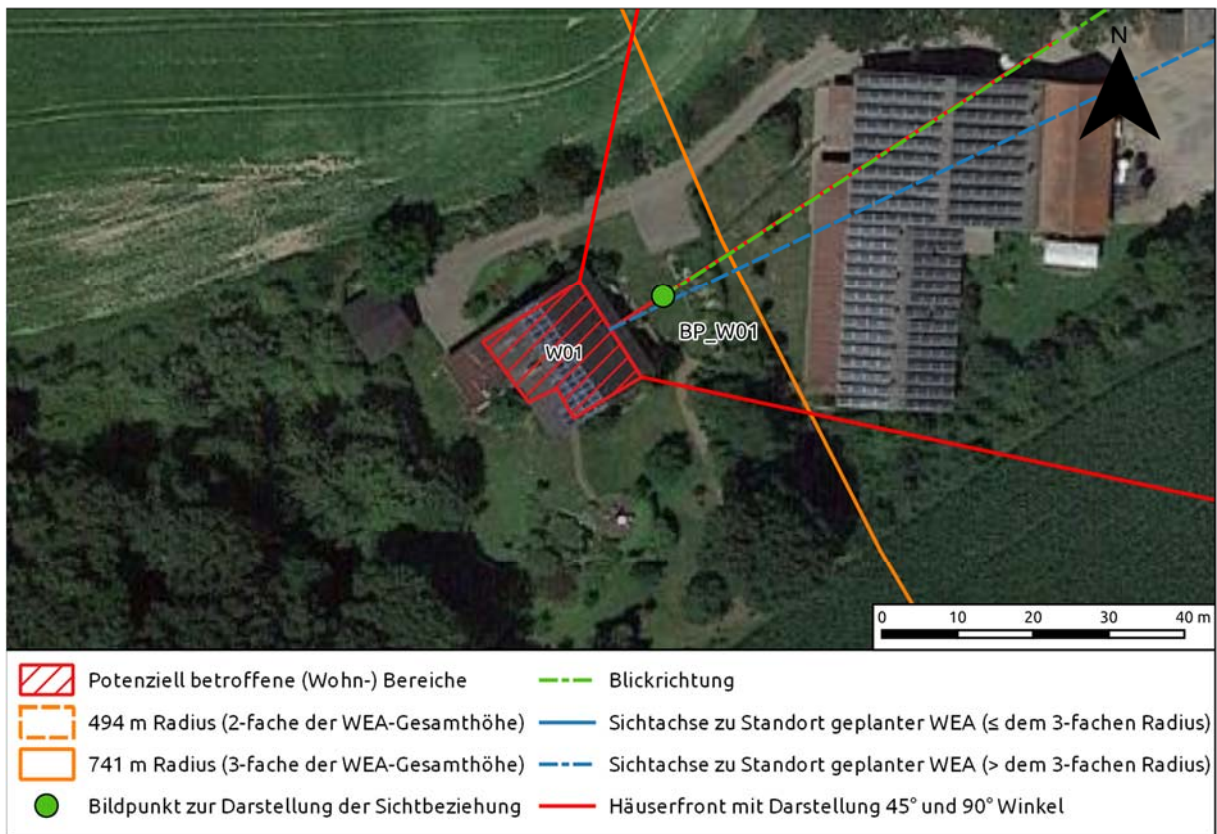 N
W01
BP_W01
0 10 20 30 40 m
Potenziell betroffene (Wohn-) Bereiche
494 m Radius (2-fache der WEA-Gesamthöhe)
741 m Radius (3-fache der WEA-Gesamthöhe)
Bildpunkt zur Darstellung der Sichtbeziehung
Blickrichtung
Sichtachse zu Standort geplanter WEA (≤ dem 3-fachen Radius)
Sichtachse zu Standort geplanter WEA (> dem 3-fachen Radius)
Häuserfront mit Darstellung 45° und 90° Winkel